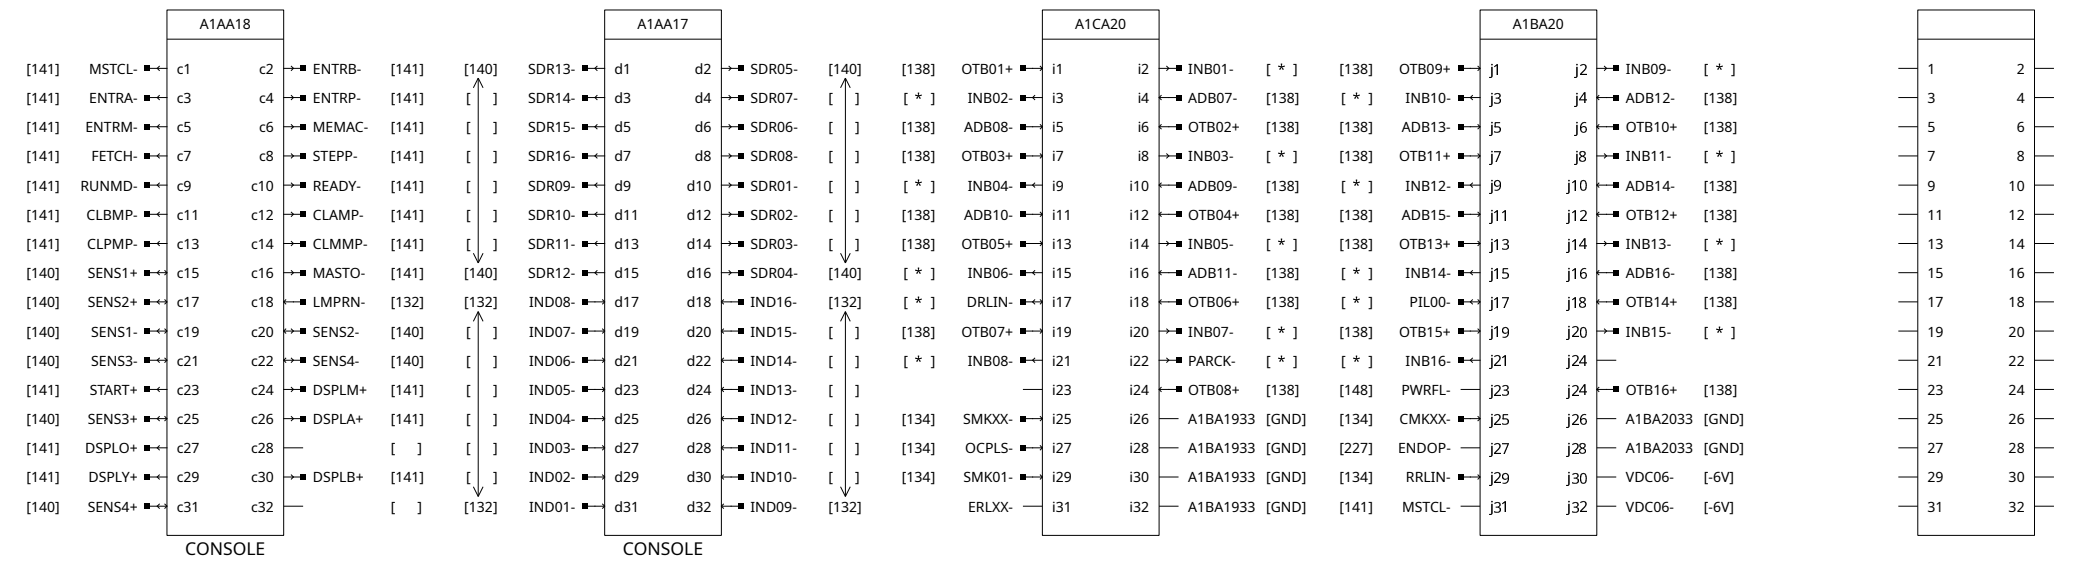 A1AA18 A1AA17 A1CA20 A1BA20
[141] MSTCL- c1 c2 ENTRB- [141] [140] SDR13- d1 d2 SDR05- [140] [138] OTB01+ i1 i2 INB01- [ * ] [138] OTB09+ j1 j2 INB09- [ * ] 1 2
[141] ENTRA- c3 c4 ENTRP- [141] [ ] SDR14- d3 d4 SDR07- [ ] [ * ] INB02- i3 i4 ADB07- [138] [ * ] INB10- j3 j4 ADB12- [138] 3 4
[141] ENTRM- c5 c6 MEMAC- [141] [ ] SDR15- d5 d6 SDR06- [ ] [138] ADB08- i5 i6 OTB02+ [138] [138] ADB13- j5 j6 OTB10+ [138] 5 6
[141] FETCH- c7 c8 STEPP- [141] [ ] SDR16- d7 d8 SDR08- [ ] [138] OTB03+ i7 i8 INB03- [ * ] [138] OTB11+ j7 j8 INB11- [ * ] 7 8
[141] RUNMD- c9 c10 READY- [141] [ ] SDR09- d9 d10 SDR01- [ ] [ * ] INB04- i9 i10 ADB09- [138] [ * ] INB12- j9 j10 ADB14- [138] 9 10
[141] CLBMP- c11 c12 CLAMP- [141] [ ] SDR10- d11 d12 SDR02- [ ] [138] ADB10- i11 i12 OTB04+ [138] [138] ADB15- j11 j12 OTB12+ [138] 11 12
[141] CLPMP- c13 c14 CLMMP- [141] [ ] SDR11- d13 d14 SDR03- [ ] [138] OTB05+ i13 i14 INB05- [ * ] [138] OTB13+ j13 j14 INB13- [ * ] 13 14
[140] SENS1+ c15 c16 MASTO- [141] [140] SDR12- d15 d16 SDR04- [140] [ * ] INB06- i15 i16 ADB11- [138] [ * ] INB14- j15 j16 ADB16- [138] 15 16
[140] SENS2+ c17 c18 LMPRN- [132] [132] IND08- d17 d18 IND16- [132] [ * ] DRLIN- i17 i18 OTB06+ [138] [ * ] PIL00- j17 j18 OTB14+ [138] 17 18
[140] SENS1- c19 c20 SENS2- [140] [ ] IND07- d19 d20 IND15- [ ] [138] OTB07+ i19 i20 INB07- [ * ] [138] OTB15+ j19 j20 INB15- [ * ] 19 20
[140] SENS3- c21 c22 SENS4- [140] [ ] IND06- d21 d22 IND14- [ ] [ * ] INB08- i21 i22 PARCK- [ * ] [ * ] INB16- j21 j24 21 22
[141] START+ c23 c24 DSPLM+ [141] [ ] IND05- d23 d24 IND13- [ ] i23 i24 OTB08+ [138] [148] PWRFL- j23 j24 OTB16+ [138] 23 24
[140] SENS3+ c25 c26 DSPLA+ [141] [ ] IND04- d25 d26 IND12- [ ] [134] SMKXX- i25 i26 A1BA1933 [GND] [134] CMKXX- j25 j26 A1BA2033 [GND] 25 26
[141] DSPLO+ c27 c28 [ ] [ ] IND03- d27 d28 IND11- [ ] [134] OCPLS- i27 i28 A1BA1933 [GND] [227] ENDOP- j27 j28 A1BA2033 [GND] 27 28
[141] DSPLY+ c29 c30 DSPLB+ [141] [ ] IND02- d29 d30 IND10- [ ] [134] SMK01- i29 i30 A1BA1933 [GND] [134] RRLIN- j29 j30 VDC06- [-6V] 29 30
[140] SENS4+ c31 c32 [ ] [132] IND01- d31 d32 IND09- [132] ERLXX- i31 i32 A1BA1933 [GND] [141] MSTCL- j31 j32 VDC06- [-6V] 31 32
CONSOLE CONSOLE